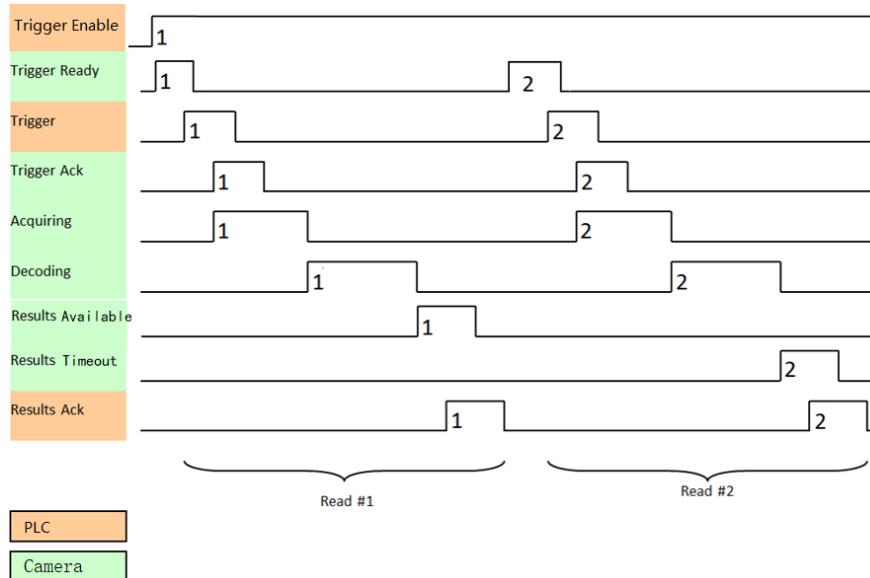 Trigger Enable
1
Trigger Ready
1
2
Trigger
1
2
Trigger Ack
1
2
Acquiring
1
2
Decoding
1
2
Results Available
1
Results Timeout
2
Results Ack
1
2
Read #1
Read #2
PLC
Camera